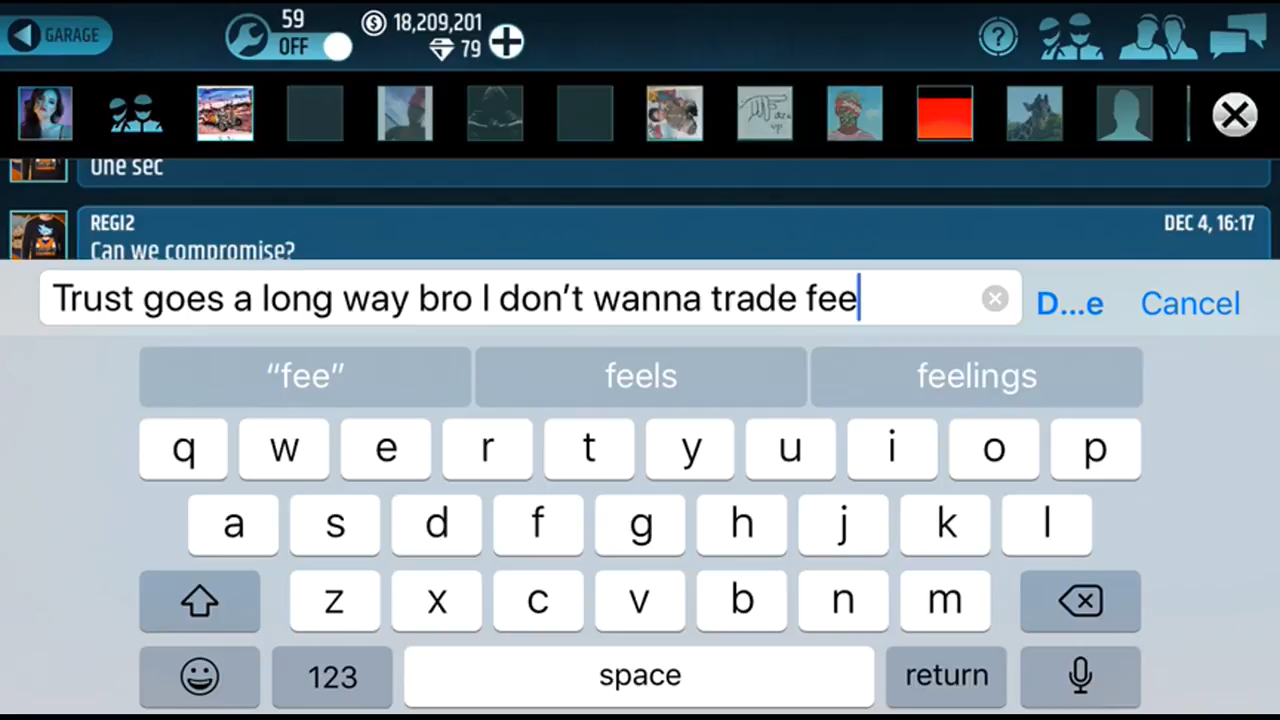 GARAGE
59
OFF
18,209,201
79
One sec
REGI2
DEC 4, 16:17
Can we compromise?
Trust goes a long way bro I don’t wanna trade fee
D...e
Cancel
“fee”
feels
feelings
q w e r t y u i o p
a s d f g h j k l
z x c v b n m
123
space
return